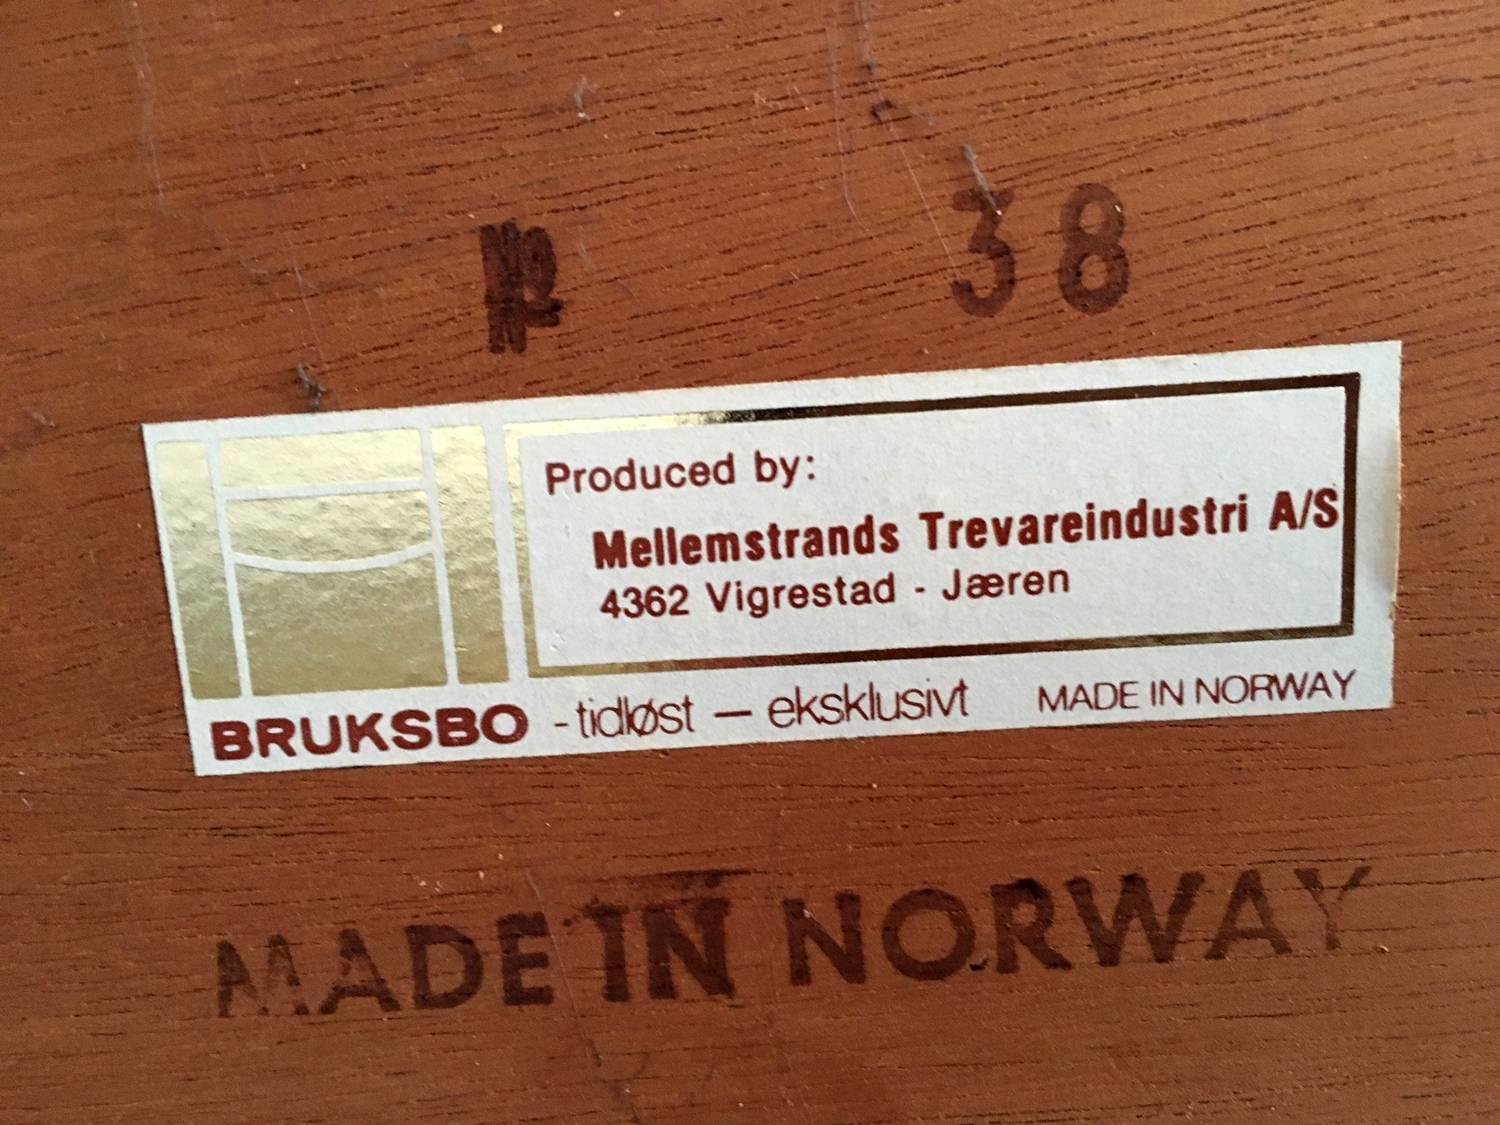 38
Produced by:
Mellemstrands Trevareindustri A/S
4362 Vigrestad - Jæren
BRUKSBO - tidløst — eksklusivt MADE IN NORWAY
MADE IN NORWAY